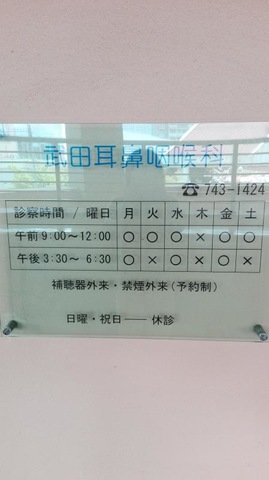 武田耳鼻咽喉科
☎ 743-1424
診察時間 / 曜日 月 火 水 木 金 土
午前 9:00～12:00 ○ ○ ○ × ○ ○
午後 3:30～ 6:30 ○ × ○ × ○ ×
補聴器外来・禁煙外来(予約制)
日曜・祝日──休診